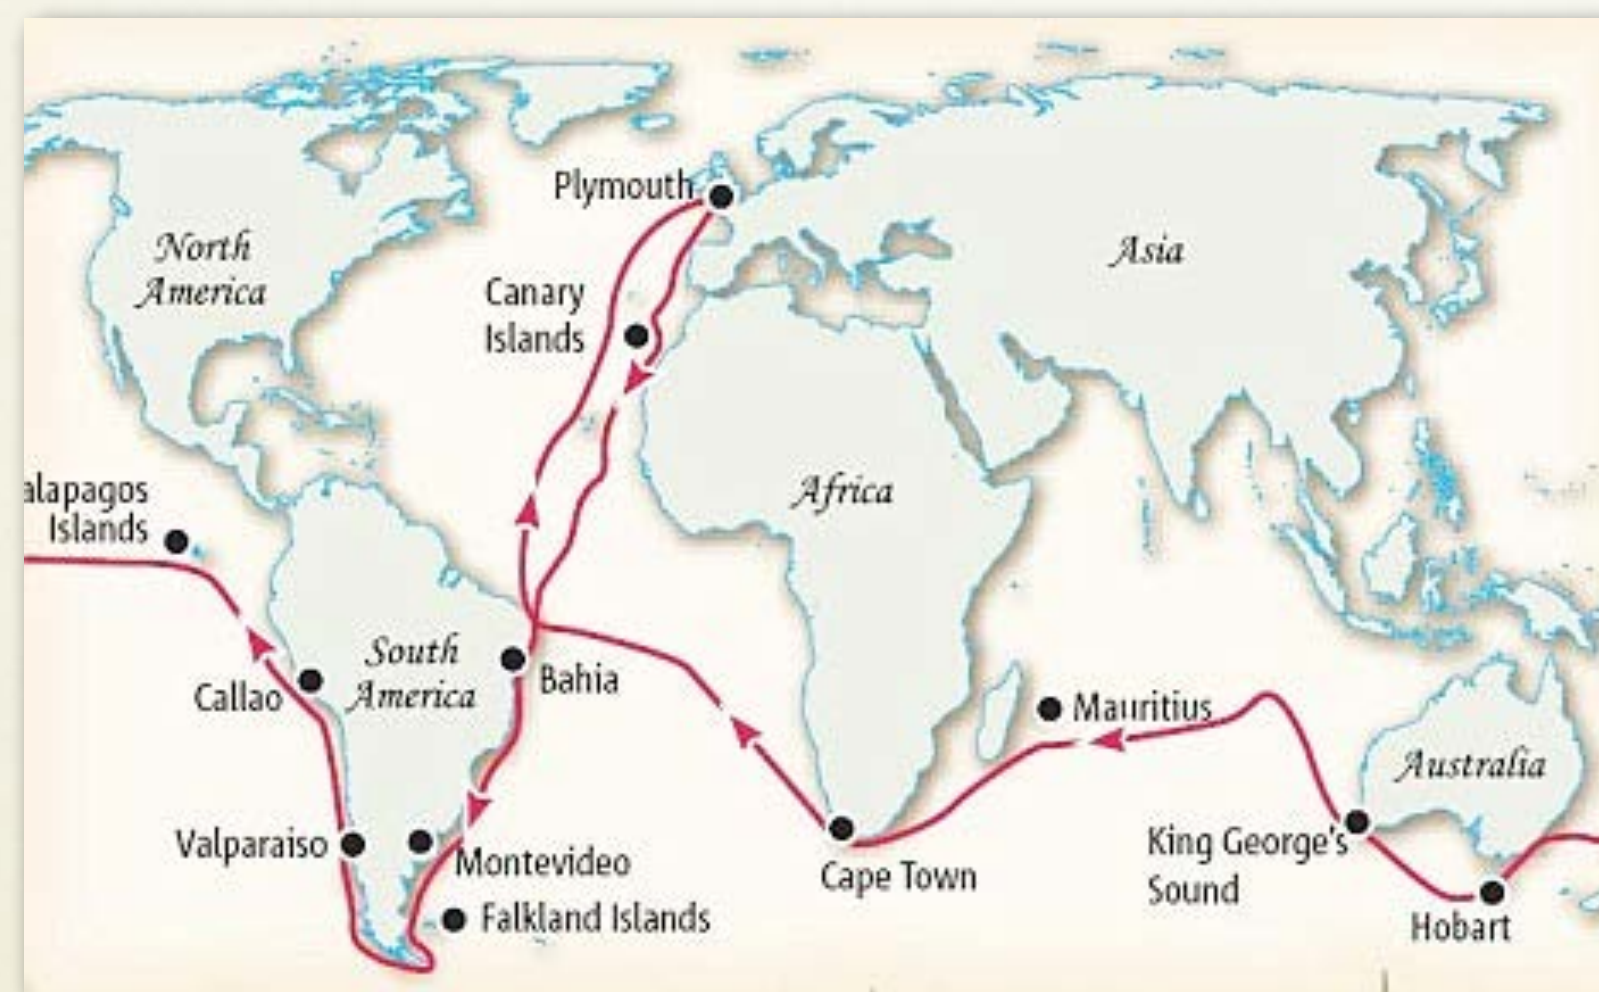 Plymouth
North
America
Asia
Canary
Islands
Africa
alapagos
Islands
South
America
Bahia
Callao
Mauritius
Australia
Valparaiso
Montevideo
King George's
Sound
Cape Town
Falkland Islands
Hobart